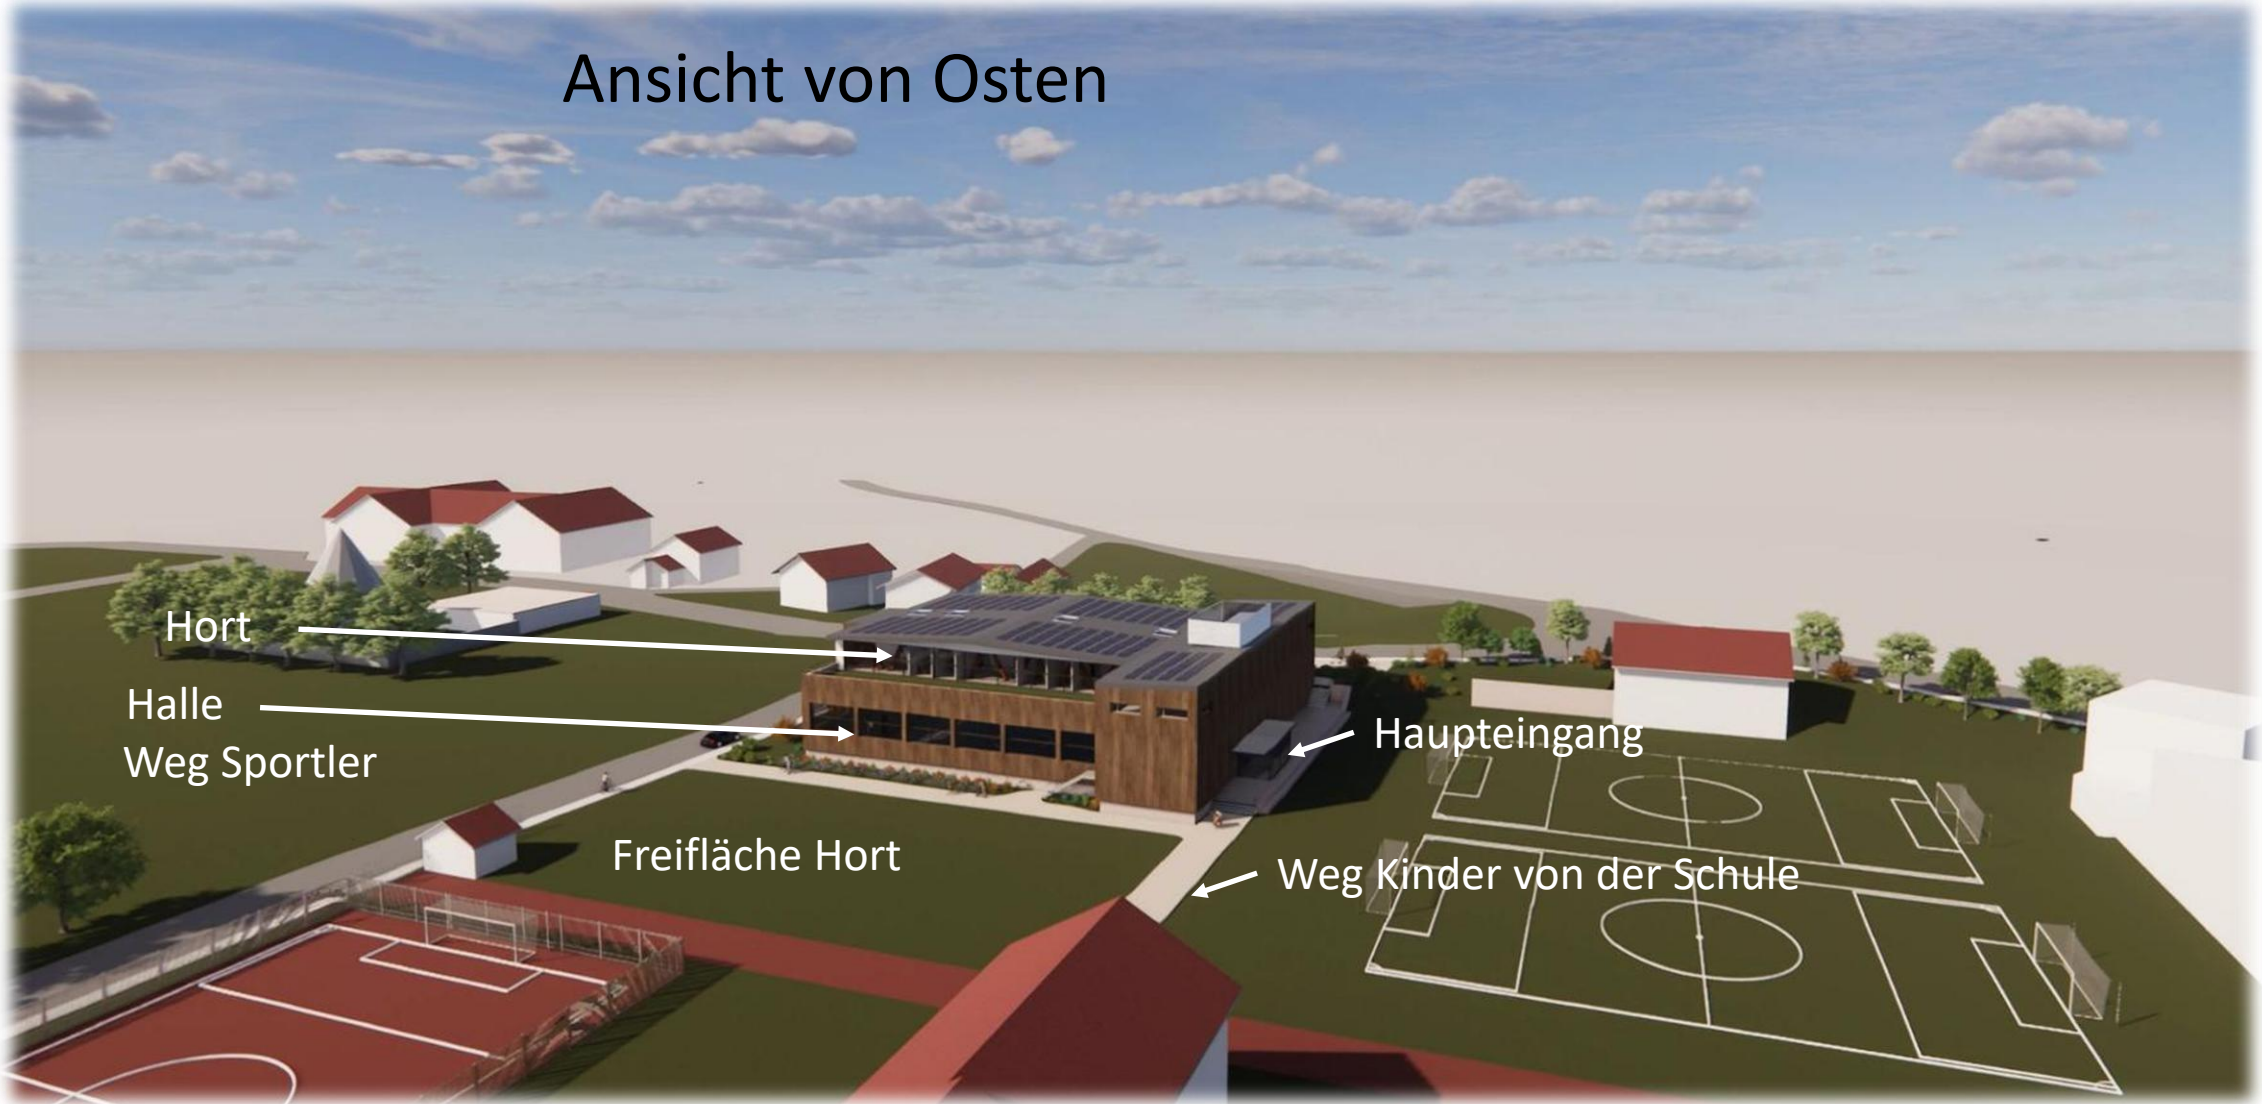 Ansicht von Osten
Hort
Halle
Weg Sportler
Haupteingang
Freifläche Hort
Weg Kinder von der Schule